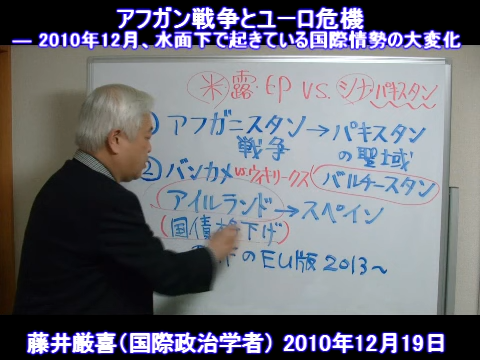 アフガン戦争とユーロ危機
― 2010年12月、水面下で起きている国際情勢の大変化
米露・EP VS. シナ・パキスタン
) アフガニスタン→パキスタン
戦争 の聖域
② バンカメ vs.ウィキリークス バルチースタン
アイルランド→スペイン
(国債格下げ)
のEU版2013～
藤井厳喜(国際政治学者) 2010年12月19日